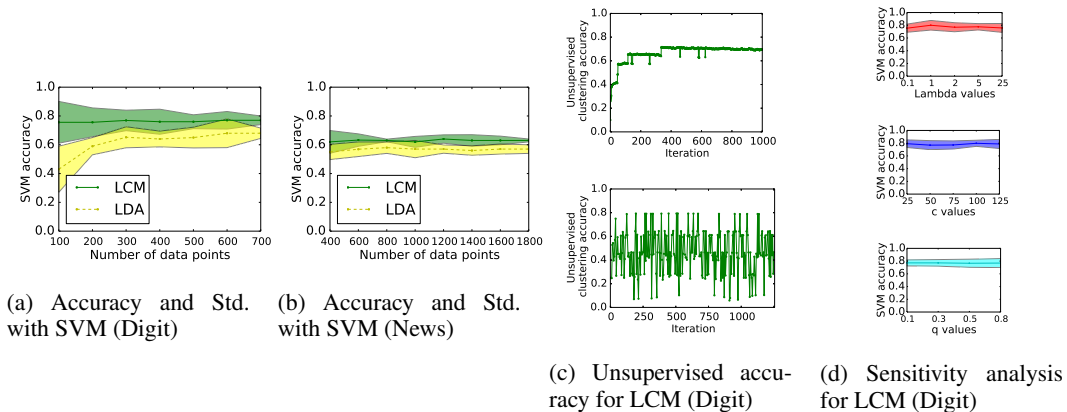 1.0
0.8
0.6
0.4
0.2
0.0
SVM accuracy
LCM
LDA
100 200 300 400 500 600 700
Number of data points
(a) Accuracy and Std.
with SVM (Digit)
1.0
0.8
0.6
0.4
0.2
0.0
SVM accuracy
LCM
LDA
400 600 800 1000 1200 1400 1600 1800
Number of data points
(b) Accuracy and Std.
with SVM (News)
1.0
0.8
0.6
0.4
0.2
0.0
Unsupervised
clustering accuracy
0 200 400 600 800 1000
Iteration
1.0
0.8
0.6
0.4
0.2
0.0
Unsupervised
clustering accuracy
0 250 500 750 1000
Iteration
(c) Unsupervised accu-
racy for LCM (Digit)
1.0
0.8
0.6
0.4
0.2
0.0
SVM accuracy
0.1 1 2 5 25
Lambda values
1.0
0.8
0.6
0.4
0.2
0.0
SVM accuracy
25 50 75 100 125
c values
1.0
0.8
0.6
0.4
0.2
0.0
SVM accuracy
0.1 0.3 0.5 0.8
q values
(d) Sensitivity analysis
for LCM (Digit)